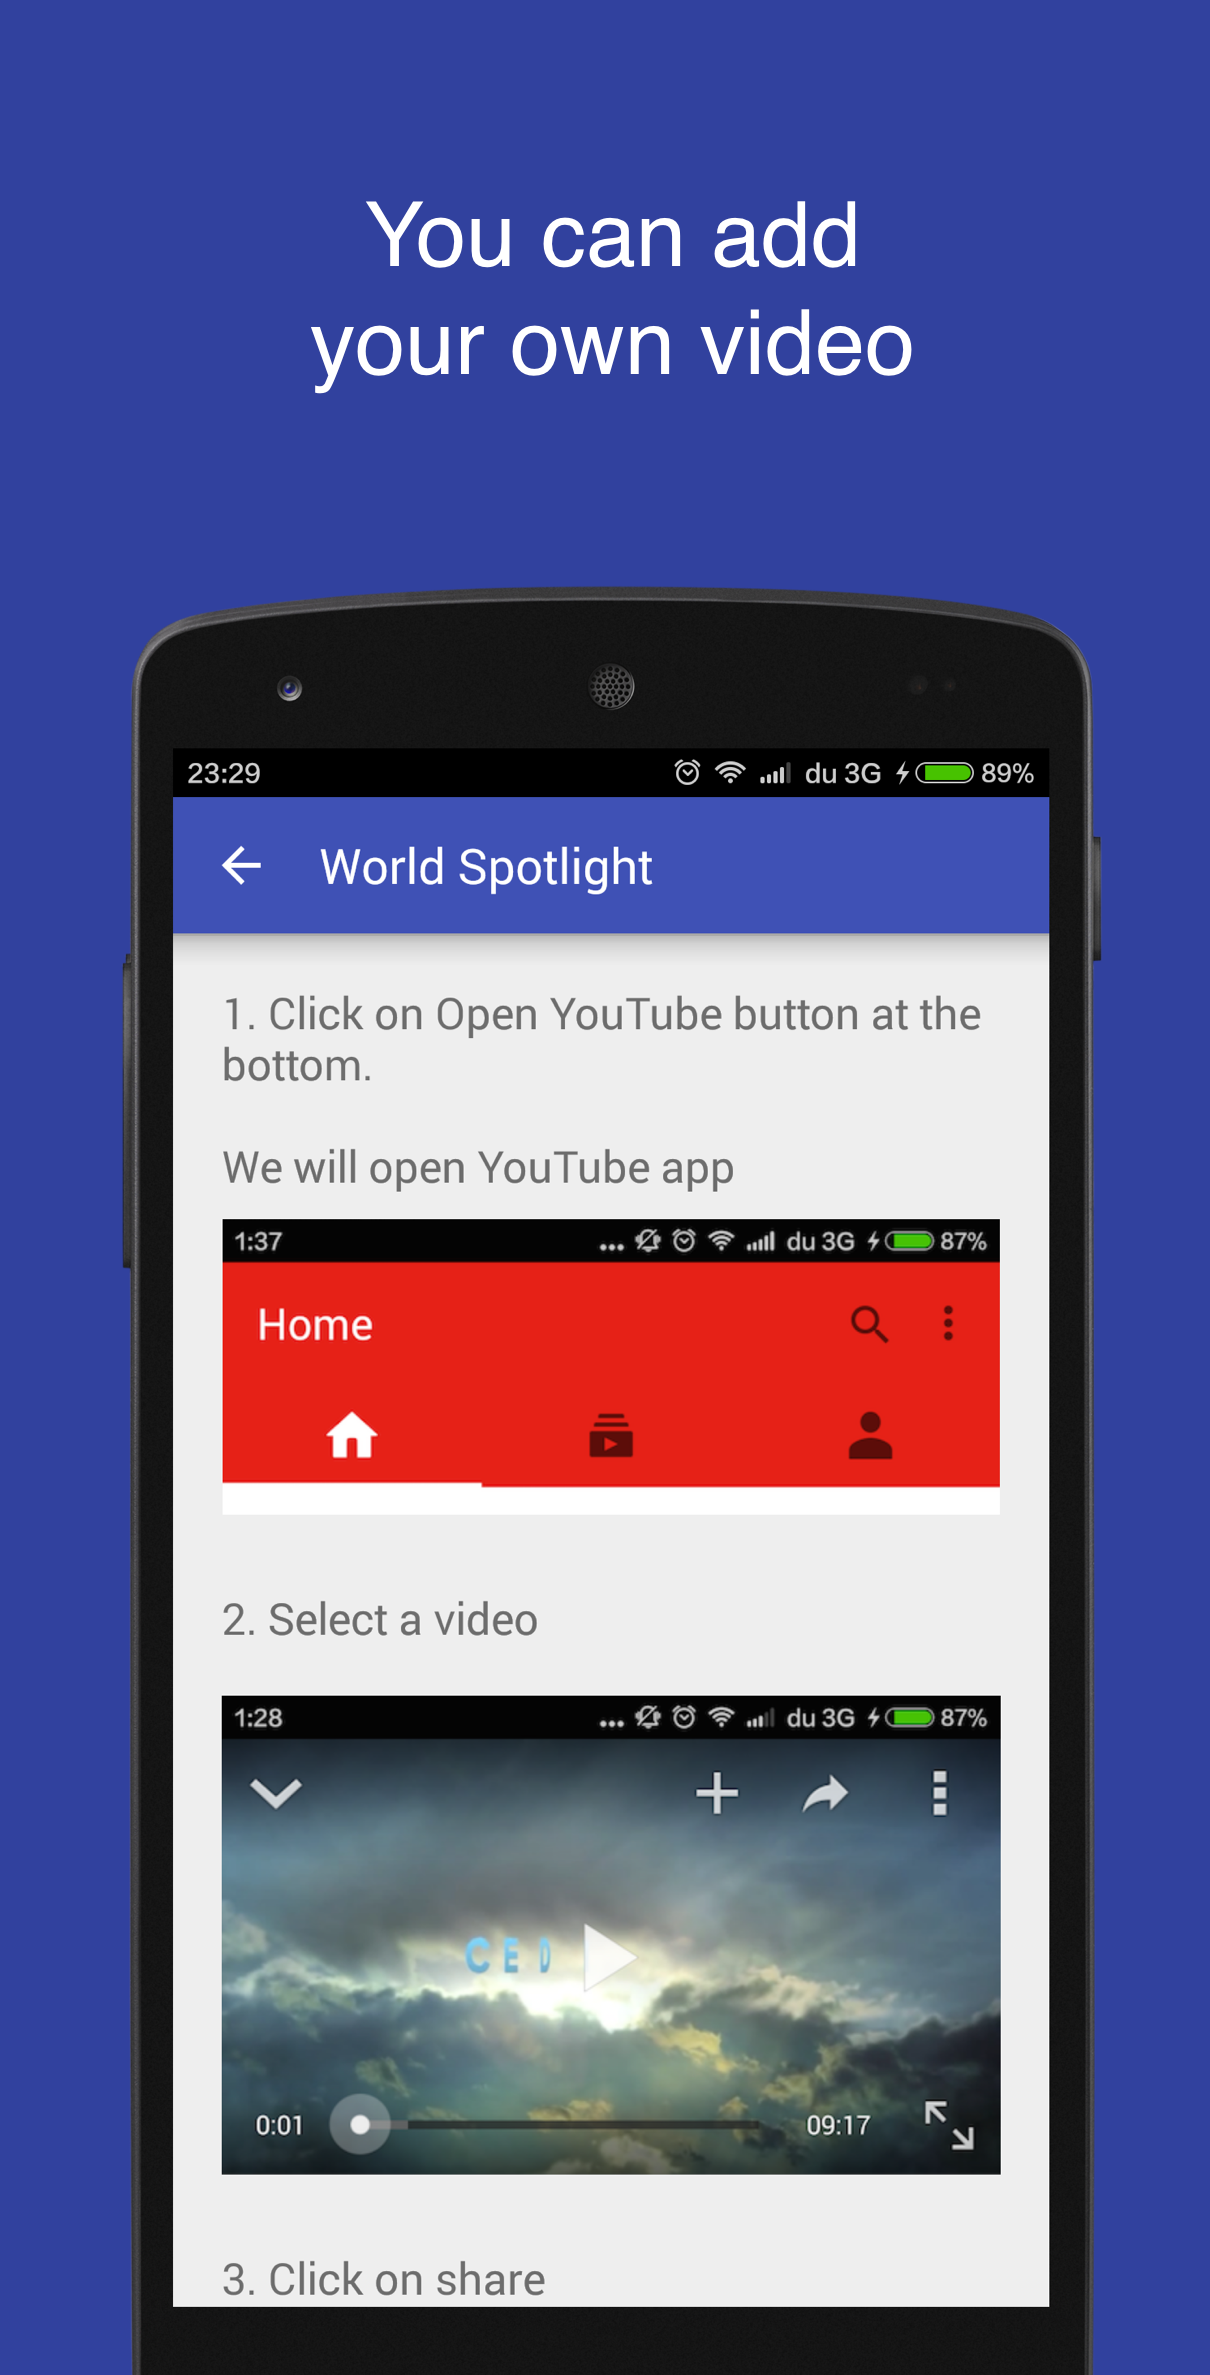 You can add
your own video
23:29
du 3G
89%
World Spotlight
1. Click on Open YouTube button at the
bottom.
We will open YouTube app
1:37
du 3G
87%
Home
2. Select a video
1:28
du 3G
87%
CED
0:01
09:17
3. Click on share